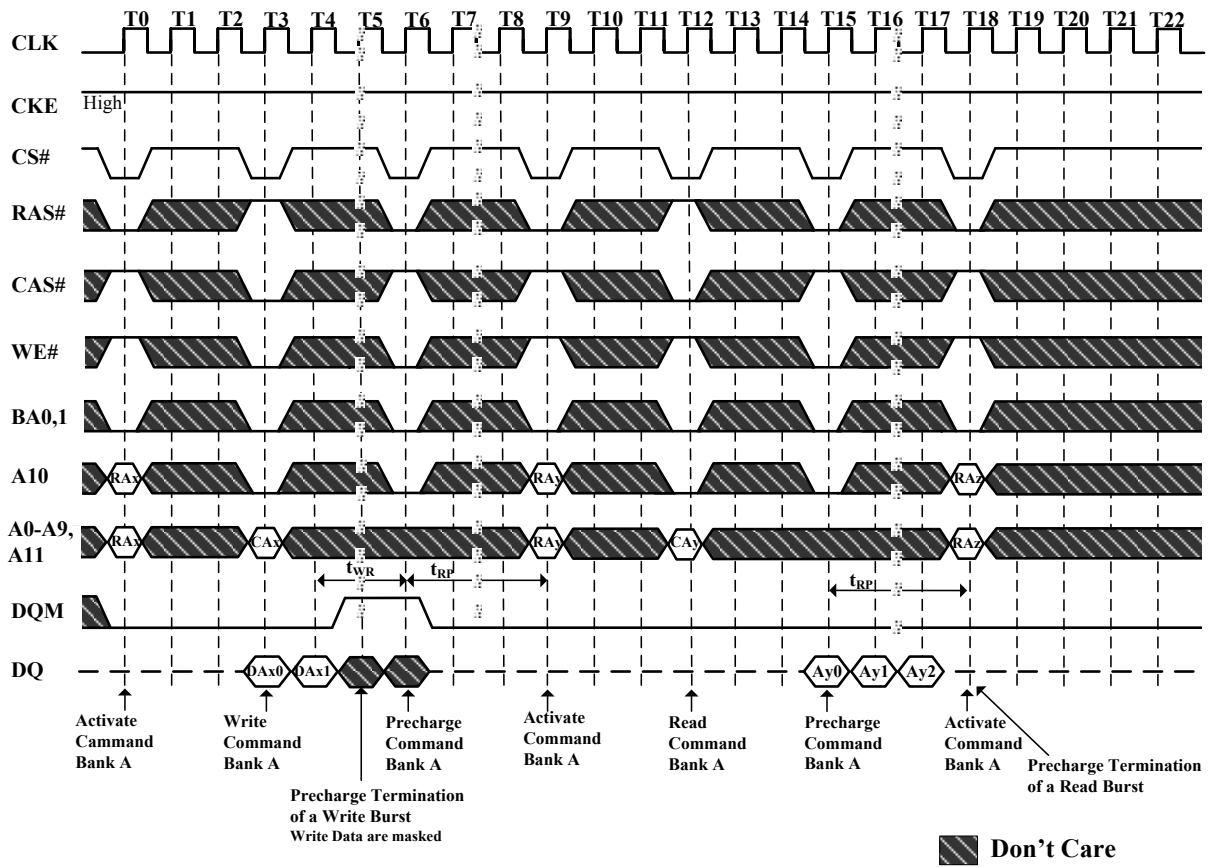 T0 T1 T2 T3 T4 T5 T6 T7 T8 T9 T10 T11 T12 T13 T14 T15 T16 T17 T18 T19 T20 T21 T22
CLK
CKE
High
CS#
RAS#
CAS#
WE#
BA0,1
A10
RAx RAy RAz
A0-A9,
A11
RAx CAx RAy CAy RAz
tWR tRP tRP
DQM
DQ
DAx0 DAx1 Ay0 Ay1 Ay2
Activate
Cammand
Bank A
Write
Command
Bank A
Precharge
Command
Bank A
Activate
Command
Bank A
Read
Command
Bank A
Precharge
Command
Bank A
Activate
Command
Bank A
Precharge Termination
of a Read Burst
Precharge Termination
of a Write Burst
Write Data are masked
Don't Care